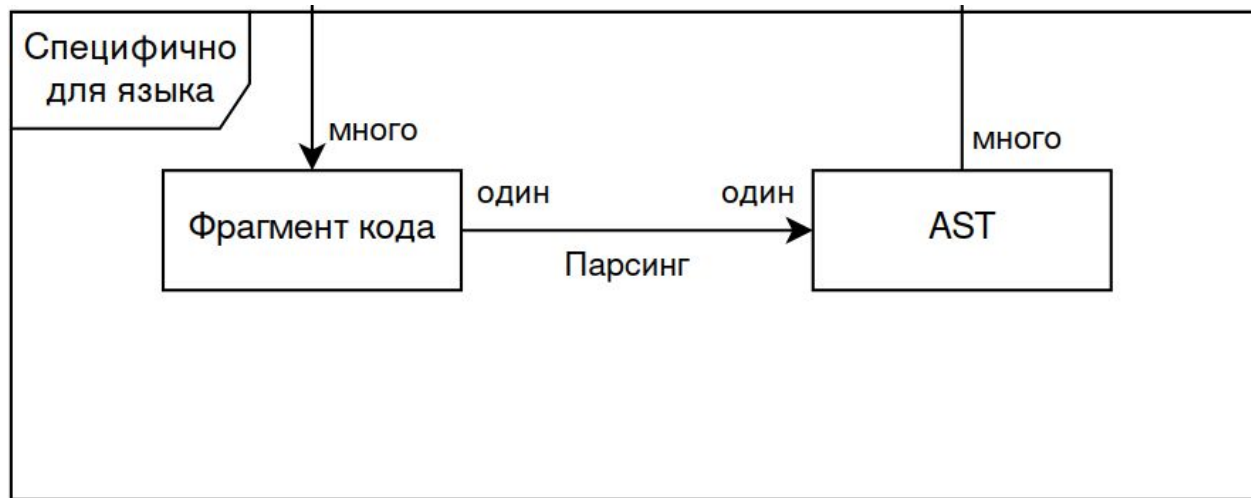 Специфично
для языка
много
много
один
один
Фрагмент кода
AST
Парсинг